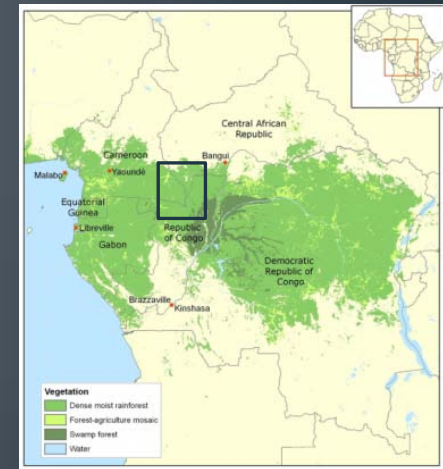 Central African
Republic
Cameroon
Bangui
Malabo
Yaoundé
Equatorial
Guinea
Libreville
Republic
of Congo
Gabon
Democratic
Republic of
Congo
Brazzaville
Kinshasa
Vegetation
Dense moist rainforest
Forest-agriculture mosaic
Swamp forest
Water